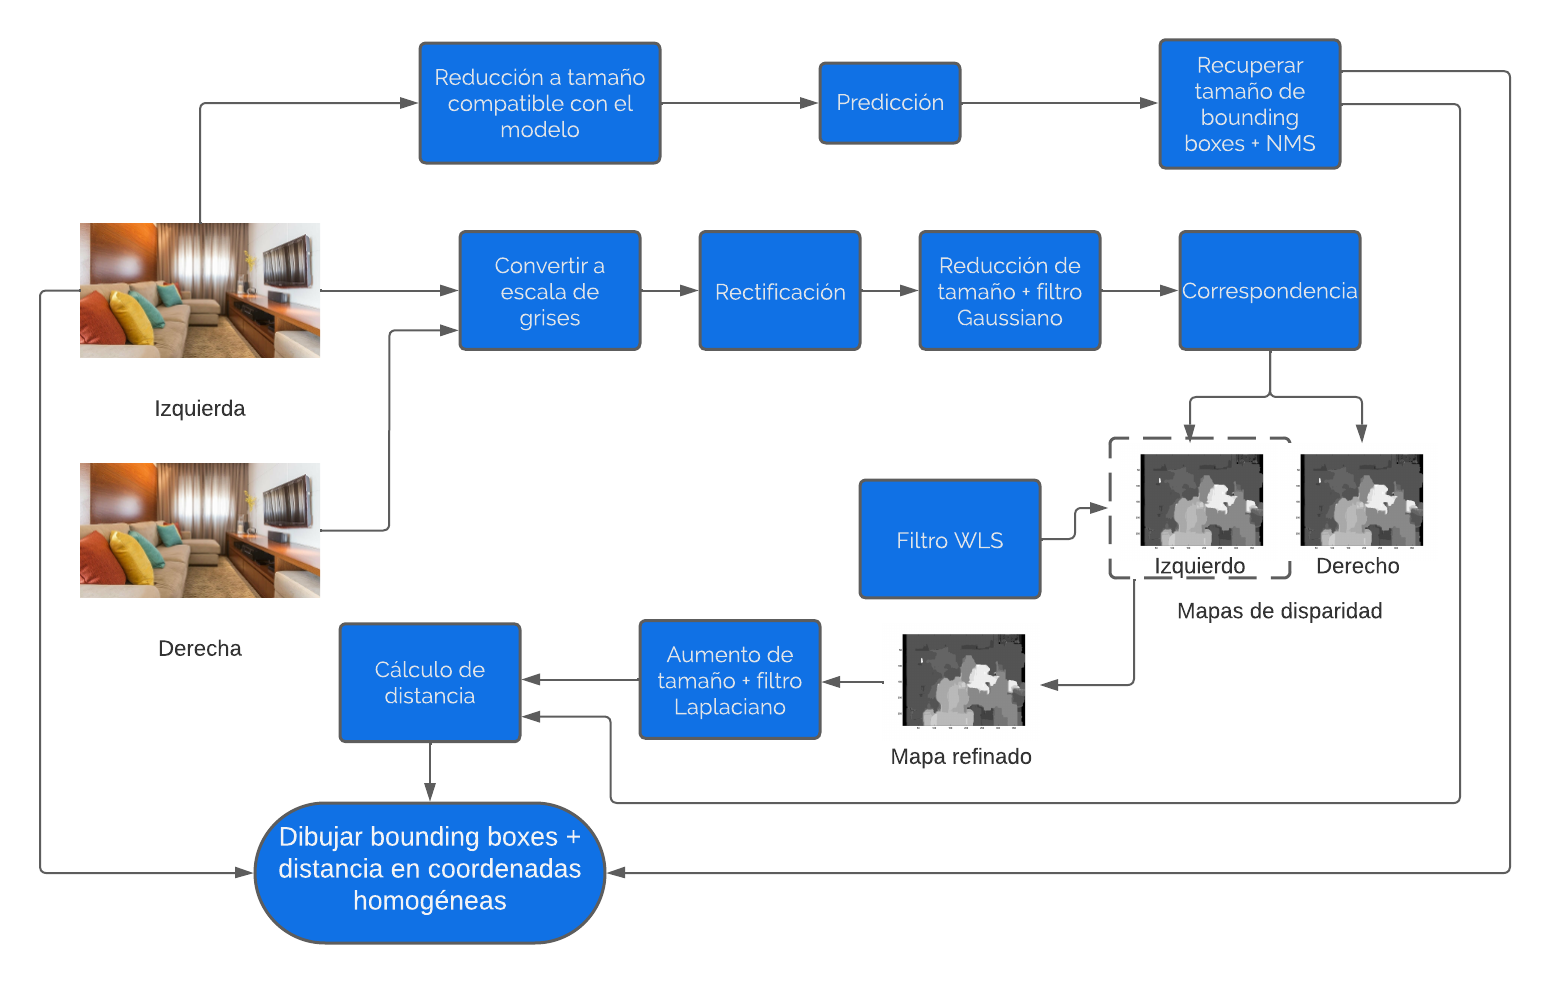 Reducción a tamaño
compatible con el
modelo
Predicción
Recuperar
tamaño de
bounding
boxes + NMS
Convertir a
escala de
grises
Rectificación
Reducción de
tamaño + filtro
Gaussiano
Correspondencia
Izquierda
Derecha
Filtro WLS
Izquierdo
Derecho
Mapas de disparidad
Cálculo de
distancia
Aumento de
tamaño + filtro
Laplaciano
Mapa refinado
Dibujar bounding boxes +
distancia en coordenadas
homogéneas